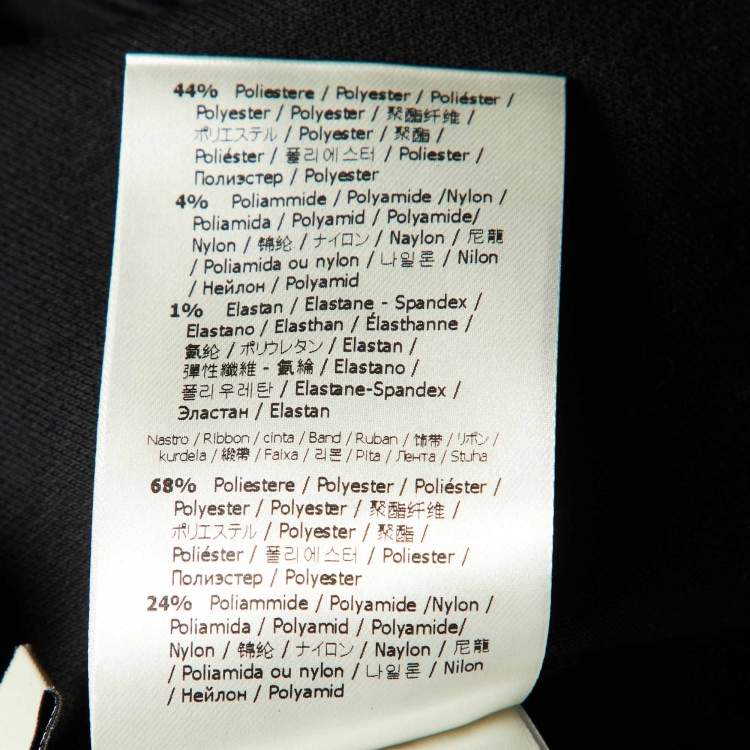 44% Poliestere / Polyester / Poliéster /
Polyester / Polyester / 聚酯纤维 /
ポリエステル / Polyester / 聚酯 /
Poliéster / 폴리에스터 / Poliester /
Полиэстер / Polyester
4% Poliammide / Polyamide /Nylon /
Poliamida / Polyamid / Polyamide/
Nylon / 锦纶 / ナイロン / Naylon / 尼龍
/ Poliamida ou nylon / 나일론 / Nilon
/ Нейлон / Polyamid
1% Elastan / Elastane - Spandex /
Elastano / Elasthan / Élasthanne /
氨纶 / ポリウレタン / Elastan /
彈性纖維 - 氨綸 / Elastano /
폴리우레탄 / Elastane-Spandex /
Эластан / Elastan
Nastro / Ribbon / cinta / Band / Ruban / 饰带 / リボン /
kurdela / 緞帶 / Faixa / 리본 / Pita / Лента / Stuha
68% Poliestere / Polyester / Poliéster /
Polyester / Polyester / 聚酯纤维 /
ポリエステル / Polyester / 聚酯 /
Poliéster / 폴리에스터 / Poliester /
Полиэстер / Polyester
24% Poliammide / Polyamide /Nylon /
Poliamida / Polyamid / Polyamide/
Nylon / 锦纶 / ナイロン / Naylon / 尼龍
/ Poliamida ou nylon / 나일론 / Nilon
/ Нейлон / Polyamid